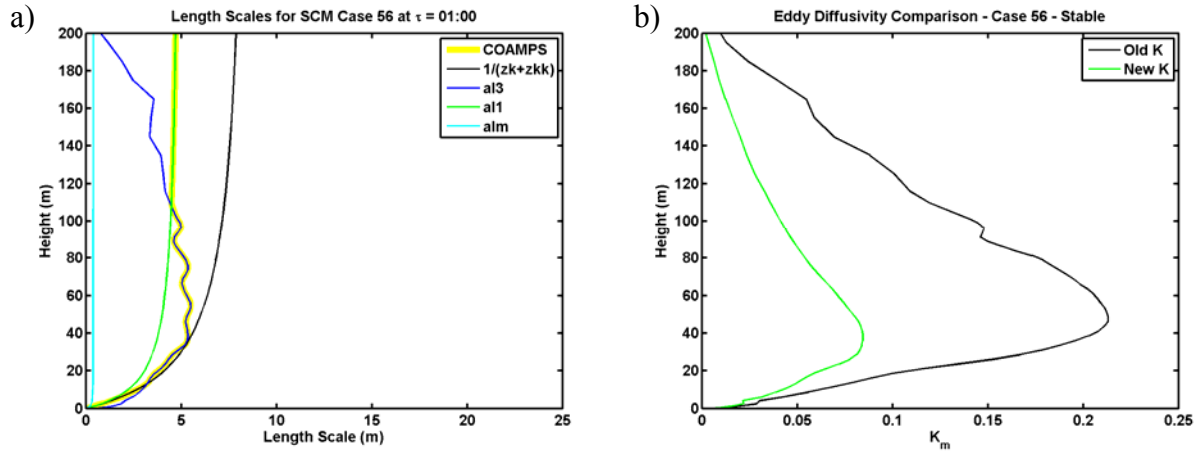 a)
Length Scales for SCM Case 56 at τ = 01:00
200
180
160
140
120
100
80
60
40
20
0
Height (m)
COAMPS
1/(zk+zkk)
al3
al1
alm
0 5 10 15 20 25
Length Scale (m)
b)
Eddy Diffusivity Comparison - Case 56 - Stable
200
180
160
140
120
100
80
60
40
20
0
Height (m)
Old K
New K
0 0.05 0.1 0.15 0.2 0.25
K_m